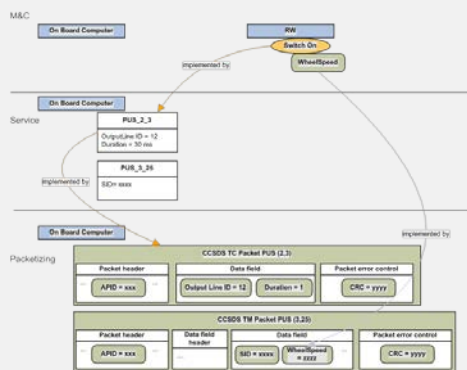 M&C
On Board Computer
RW
Switch On
WheelSpeed
implemented by
On Board Computer
Service
PUS_2_3
OutputLine ID = 12
Duration = 30 ms
PUS_3_25
SID= xxxx
implemented by
implemented by
On Board Computer
Packetizing
CCSDS TC Packet PUS (2,3)
Packet header
Data field
Packet error control
... APID = xxx ...
Output Line ID = 12
Duration = 1
CRC = yyyy
CCSDS TM Packet PUS (3,25)
Packet header
Data field header
Data field
Packet error control
... APID = xxx ...
....
SID = xxxx
WheelSpeed = xxxx
...
CRC = yyyy